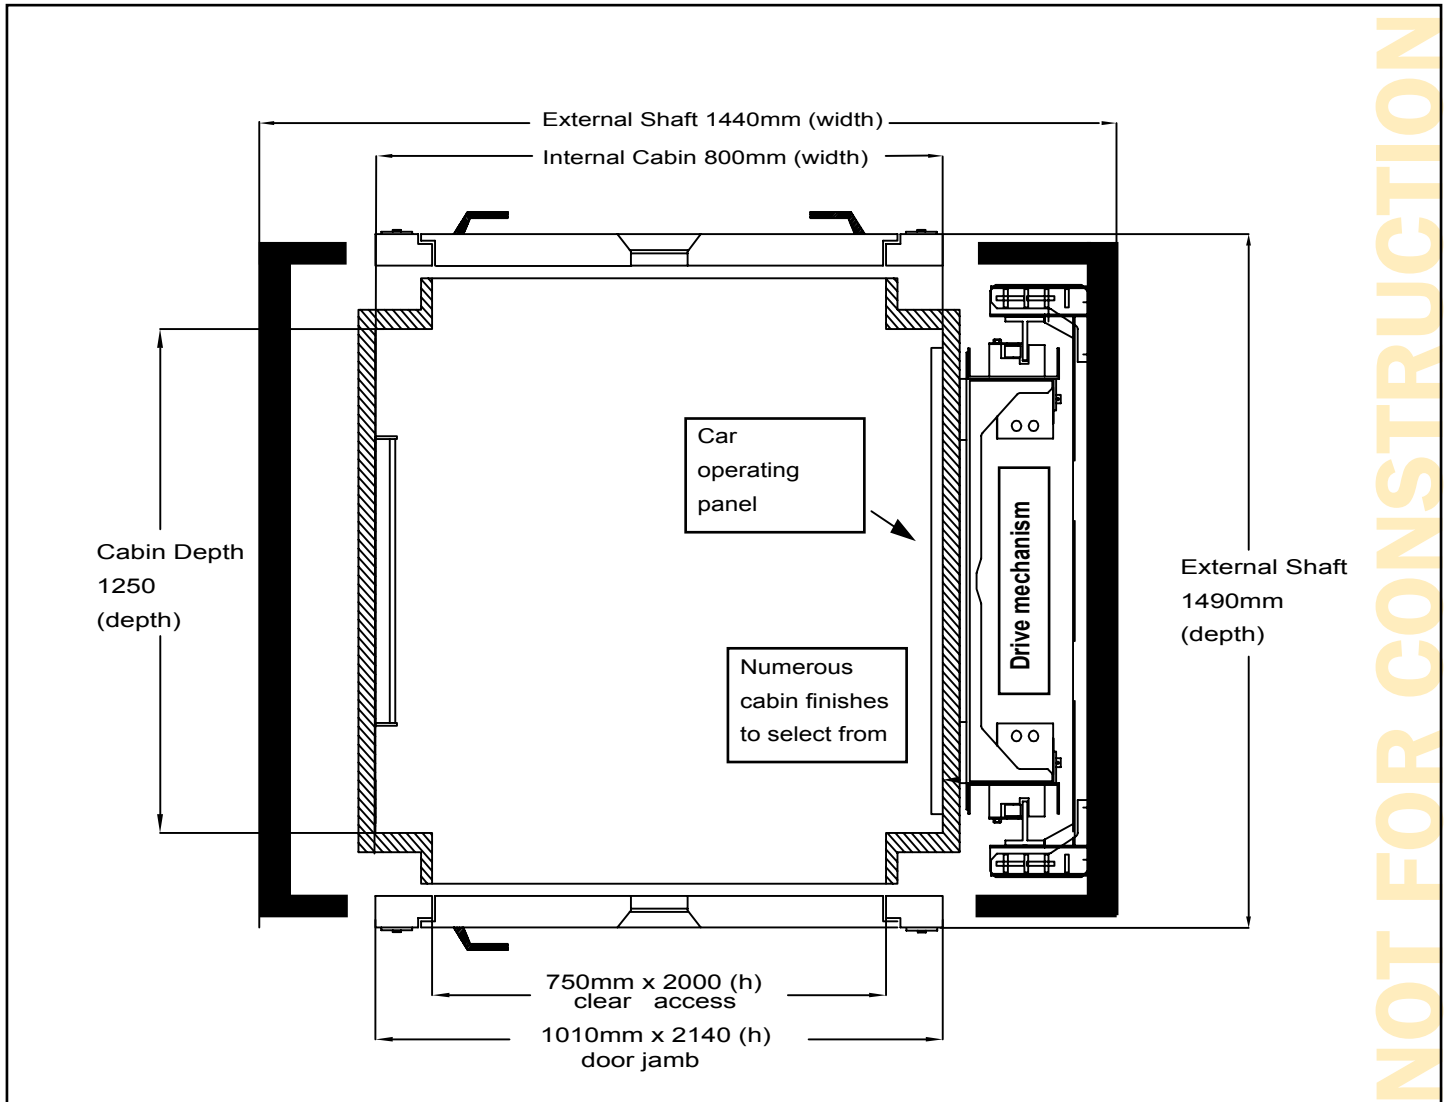 External Shaft 1440mm (width)
Internal Cabin 800mm (width)
Car
operating
panel
Cabin Depth
1250
(depth)
Drive mechanism
External Shaft
1490mm
(depth)
Numerous
cabin finishes
to select from
750mm x 2000 (h)
clear access
1010mm x 2140 (h)
door jamb
NOT FOR CONSTRUCTION